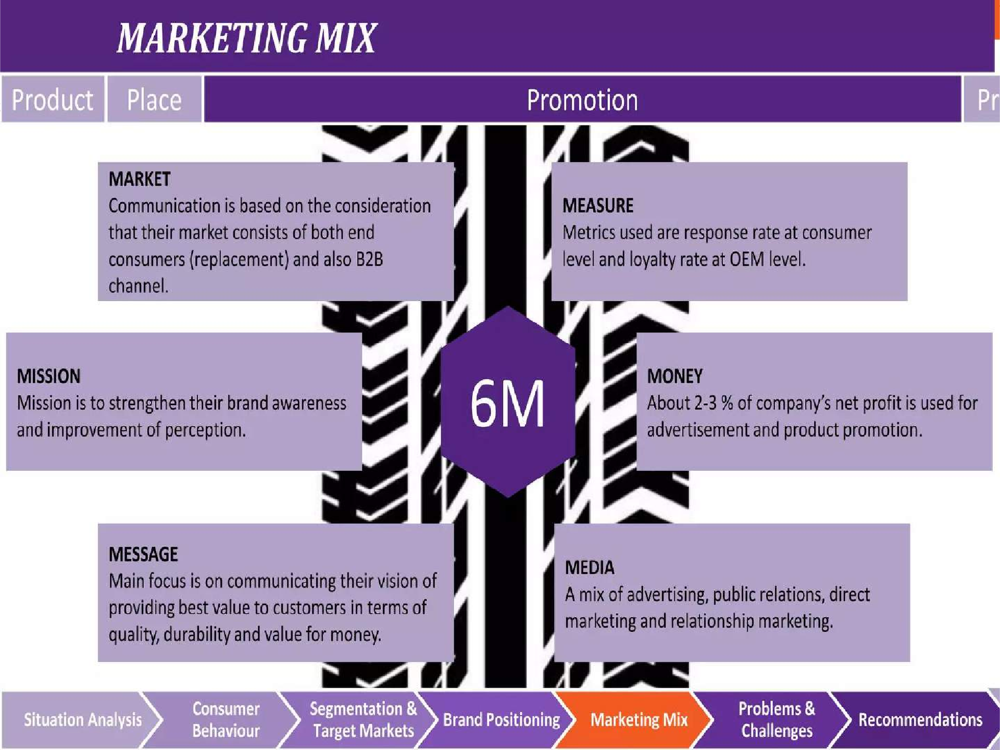 MARKETING MIX
Product
Place
Promotion
Pr
MARKET
Communication is based on the consideration
that their market consists of both end
consumers (replacement) and also B2B
channel.
MEASURE
Metrics used are response rate at consumer
level and loyalty rate at OEM level.
MISSION
Mission is to strengthen their brand awareness
and improvement of perception.
6M
MONEY
About 2-3 % of company’s net profit is used for
advertisement and product promotion.
MESSAGE
Main focus is on communicating their vision of
providing best value to customers in terms of
quality, durability and value for money.
MEDIA
A mix of advertising, public relations, direct
marketing and relationship marketing.
Situation Analysis
Consumer
Behaviour
Segmentation &
Target Markets
Brand Positioning
Marketing Mix
Problems &
Challenges
Recommendations